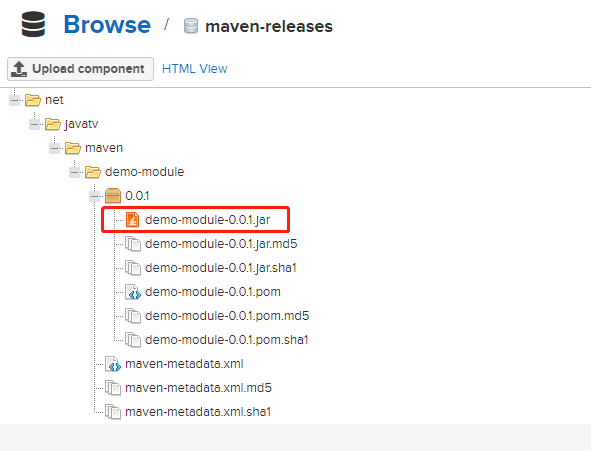 Browse / maven-releases
Upload component HTML View
net
javatv
maven
demo-module
0.0.1
demo-module-0.0.1.jar
demo-module-0.0.1.jar.md5
demo-module-0.0.1.jar.sha1
demo-module-0.0.1.pom
demo-module-0.0.1.pom.md5
demo-module-0.0.1.pom.sha1
maven-metadata.xml
maven-metadata.xml.md5
maven-metadata.xml.sha1